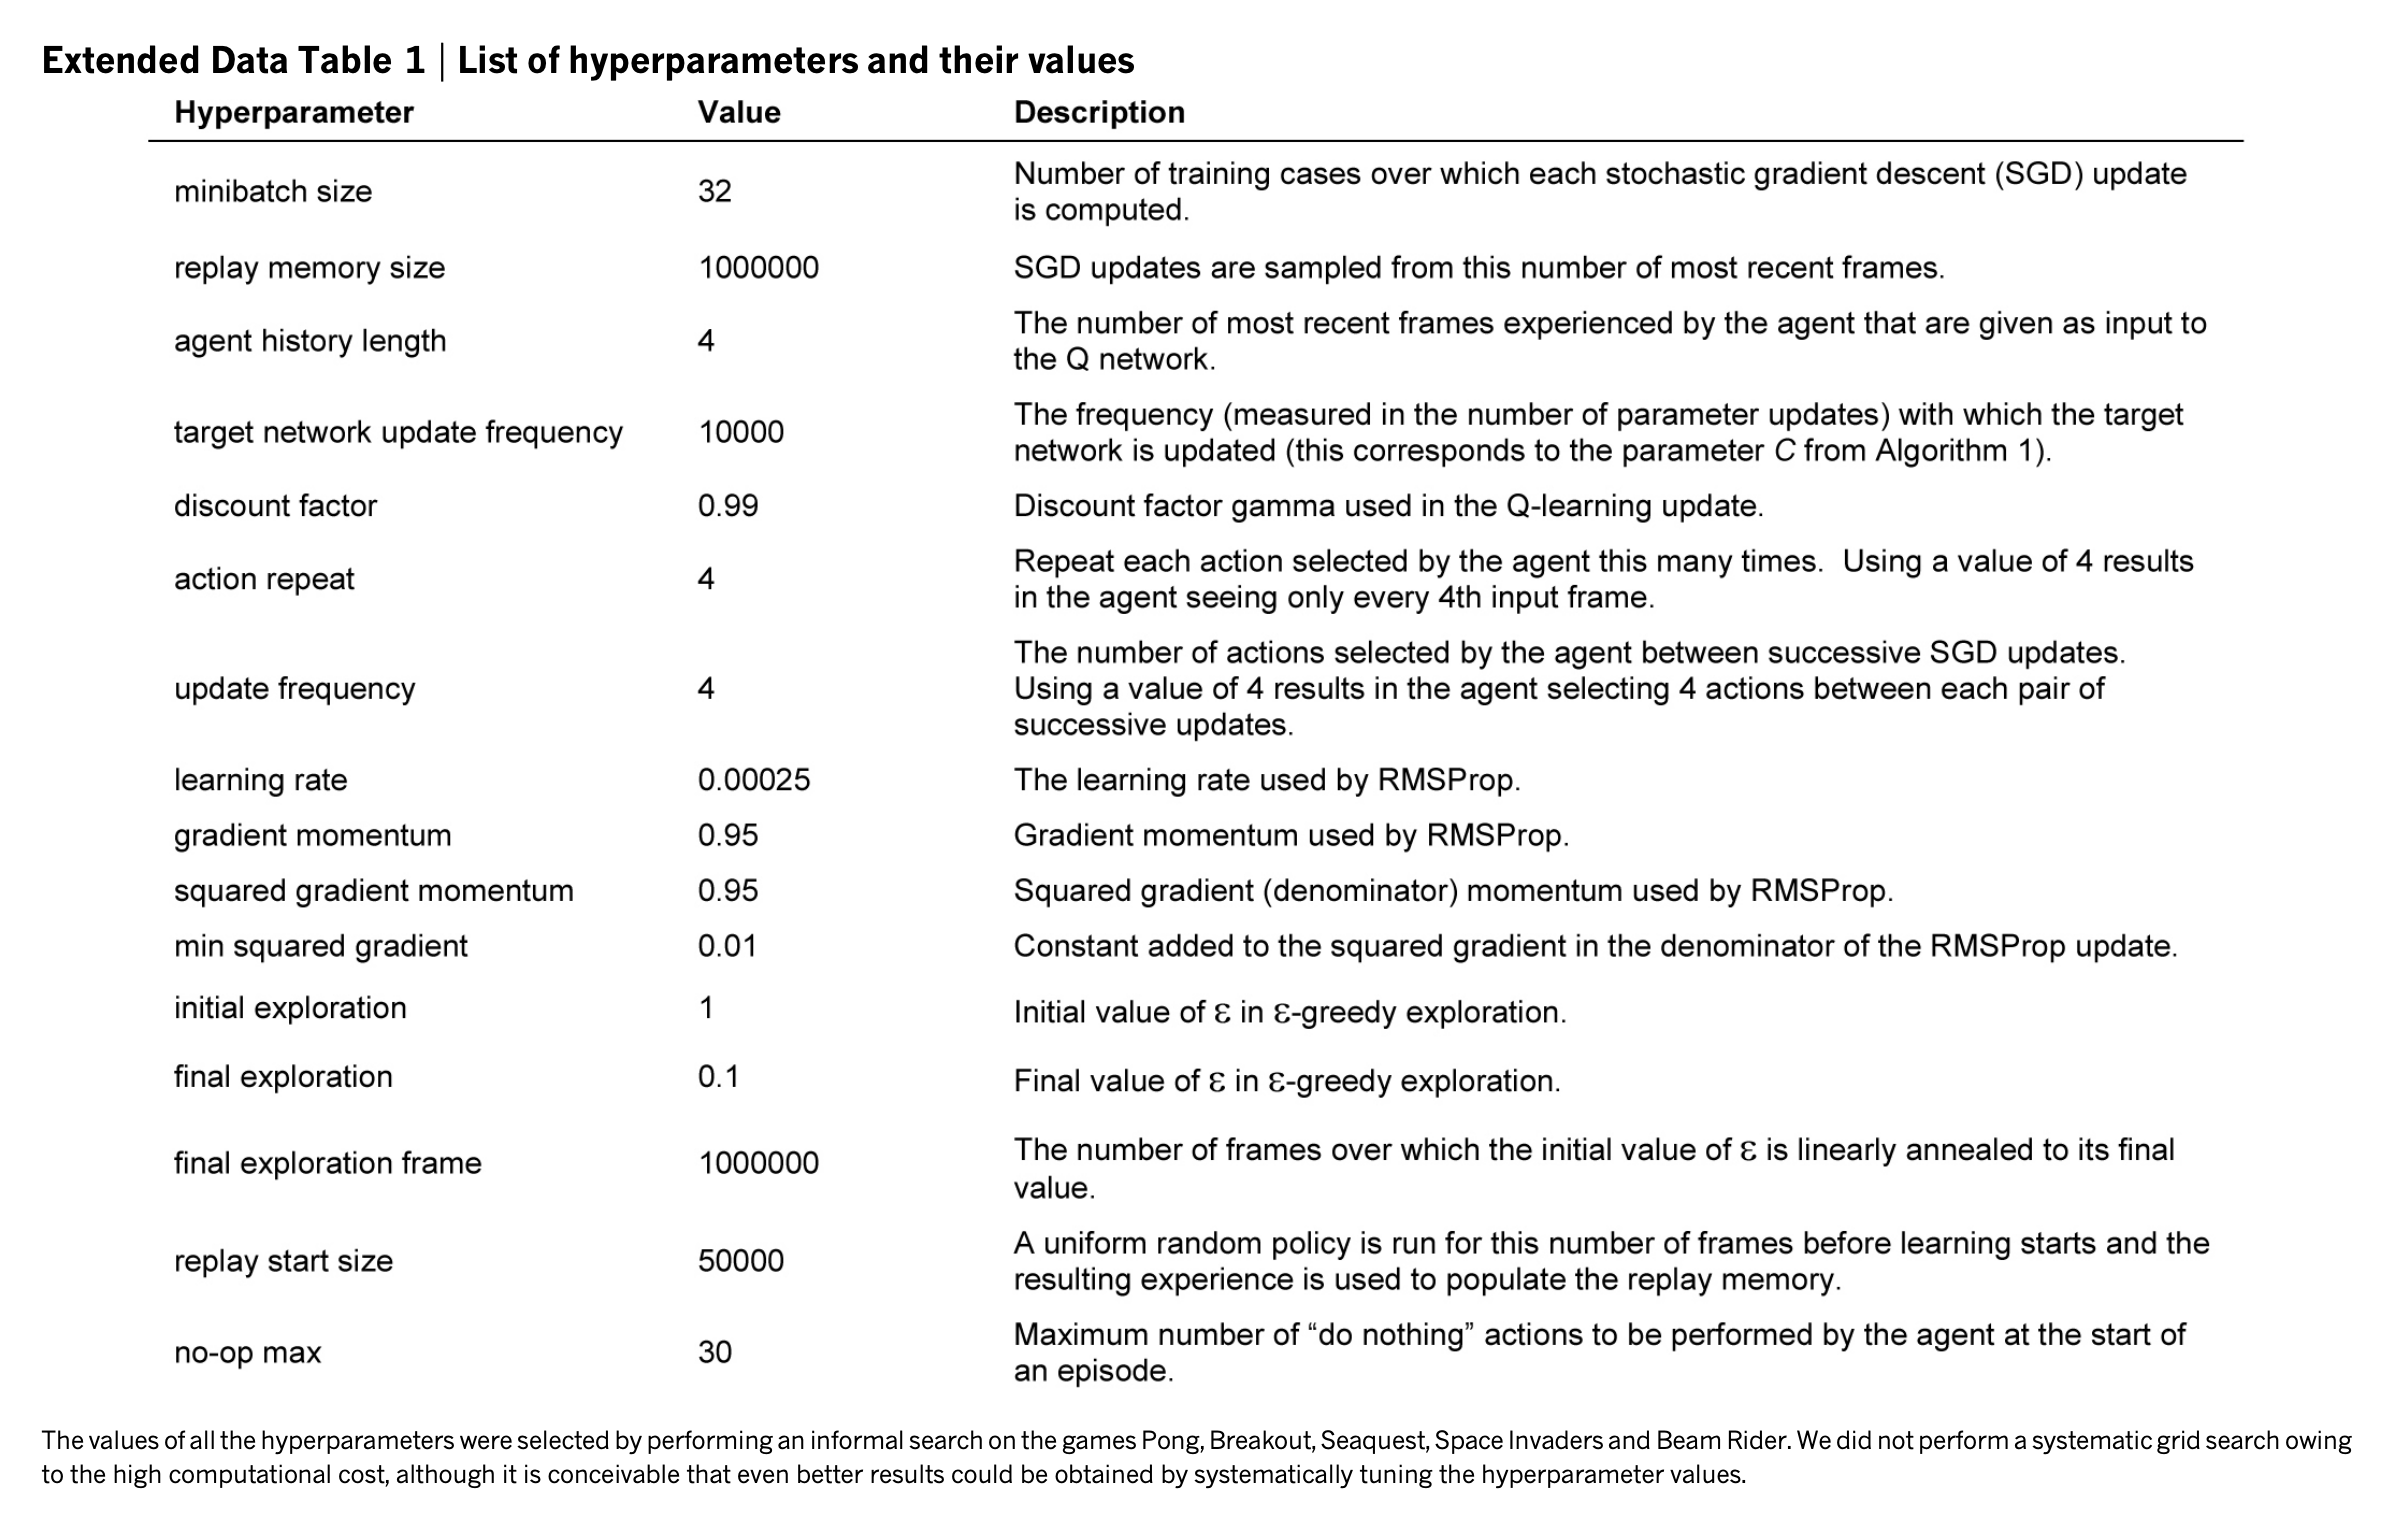 Extended Data Table 1 | List of hyperparameters and their values
Hyperparameter Value Description
minibatch size 32 Number of training cases over which each stochastic gradient descent (SGD) update
is computed.
replay memory size 1000000 SGD updates are sampled from this number of most recent frames.
agent history length 4 The number of most recent frames experienced by the agent that are given as input to
the Q network.
target network update frequency 10000 The frequency (measured in the number of parameter updates) with which the target
network is updated (this corresponds to the parameter C from Algorithm 1).
discount factor 0.99 Discount factor gamma used in the Q-learning update.
action repeat 4 Repeat each action selected by the agent this many times. Using a value of 4 results
in the agent seeing only every 4th input frame.
update frequency 4 The number of actions selected by the agent between successive SGD updates.
Using a value of 4 results in the agent selecting 4 actions between each pair of
successive updates.
learning rate 0.00025 The learning rate used by RMSProp.
gradient momentum 0.95 Gradient momentum used by RMSProp.
squared gradient momentum 0.95 Squared gradient (denominator) momentum used by RMSProp.
min squared gradient 0.01 Constant added to the squared gradient in the denominator of the RMSProp update.
initial exploration 1 Initial value of ε in ε-greedy exploration.
final exploration 0.1 Final value of ε in ε-greedy exploration.
final exploration frame 1000000 The number of frames over which the initial value of ε is linearly annealed to its final
value.
replay start size 50000 A uniform random policy is run for this number of frames before learning starts and the
resulting experience is used to populate the replay memory.
no-op max 30 Maximum number of “do nothing” actions to be performed by the agent at the start of
an episode.
The values of all the hyperparameters were selected by performing an informal search on the games Pong, Breakout, Seaquest, Space Invaders and Beam Rider. We did not perform a systematic grid search owing
to the high computational cost, although it is conceivable that even better results could be obtained by systematically tuning the hyperparameter values.